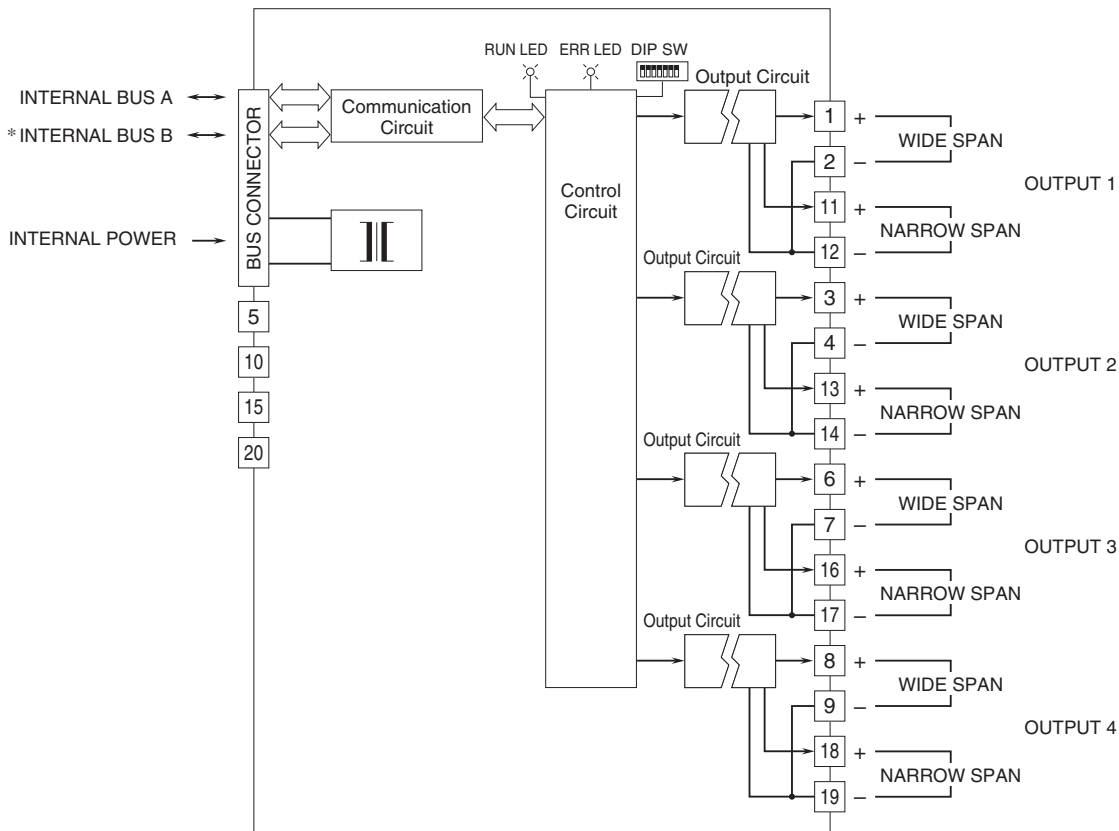 RUN LED ERR LED DIP SW
Output Circuit
INTERNAL BUS A
* INTERNAL BUS B
INTERNAL POWER
BUS CONNECTOR
Communication
Circuit
Control
Circuit
5
10
15
20
1 +
WIDE SPAN
2 –
OUTPUT 1
11 +
NARROW SPAN
12 –
Output Circuit
3 +
WIDE SPAN
4 –
OUTPUT 2
13 +
NARROW SPAN
14 –
Output Circuit
6 +
WIDE SPAN
7 –
OUTPUT 3
16 +
NARROW SPAN
17 –
Output Circuit
8 +
WIDE SPAN
9 –
OUTPUT 4
18 +
NARROW SPAN
19 –